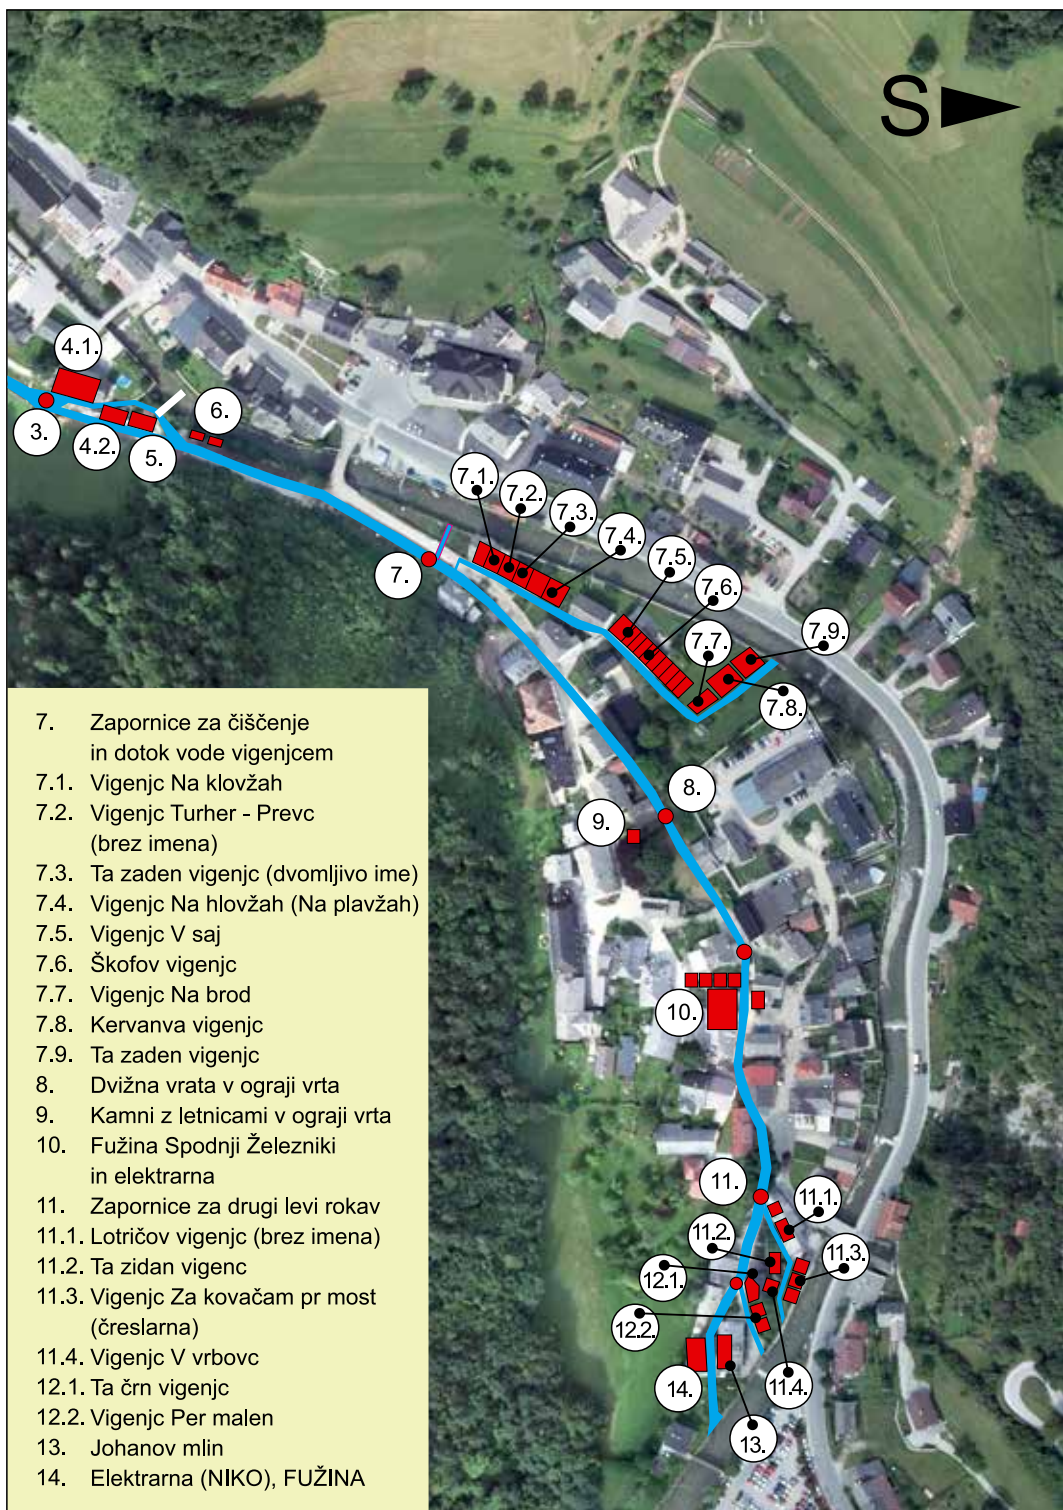 S
4.1.
6.
3.
4.2.
5.
7.1.
7.2.
7.3.
7.4.
7.
7.5.
7.6.
7.7.
7.9.
7.8.
8.
9.
10.
11.
11.1.
11.2.
11.3.
12.1.
12.2.
14.
11.4.
13.
7. Zapornice za čiščenje
in dotok vode vigenjcem
7.1. Vigenjc Na klovžah
7.2. Vigenjc Turher - Prevc
(brez imena)
7.3. Ta zaden vigenjc (dvomljivo ime)
7.4. Vigenjc Na hlovžah (Na plavžah)
7.5. Vigenjc V saj
7.6. Škofov vigenjc
7.7. Vigenjc Na brod
7.8. Kervanva vigenjc
7.9. Ta zaden vigenjc
8. Dvižna vrata v ograji vrta
9. Kamni z letnicami v ograji vrta
10. Fužina Spodnji Železniki
in elektrarna
11. Zapornice za drugi levi rokav
11.1. Lotričov vigenjc (brez imena)
11.2. Ta zidan vigenc
11.3. Vigenjc Za kovačam pr most
(čreslarna)
11.4. Vigenjc V vrbovc
12.1. Ta črn vigenjc
12.2. Vigenjc Per malen
13. Johanov mlin
14. Elektrarna (NIKO), FUŽINA